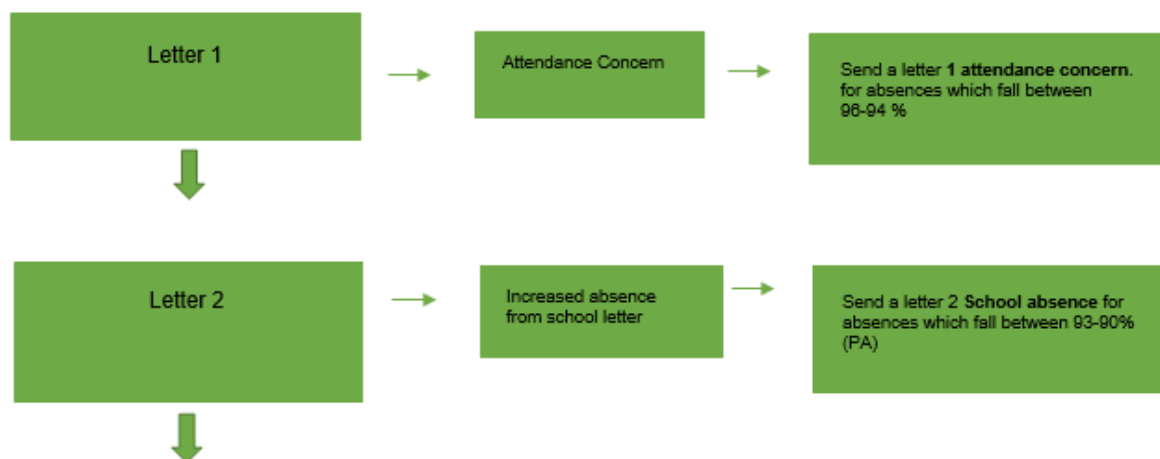 Letter 1
Attendance Concern
Send a letter 1 attendance concern.
for absences which fall between
96-94 %
Letter 2
Increased absence
from school letter
Send a letter 2 School absence for
absences which fall between 93-90%
(PA)